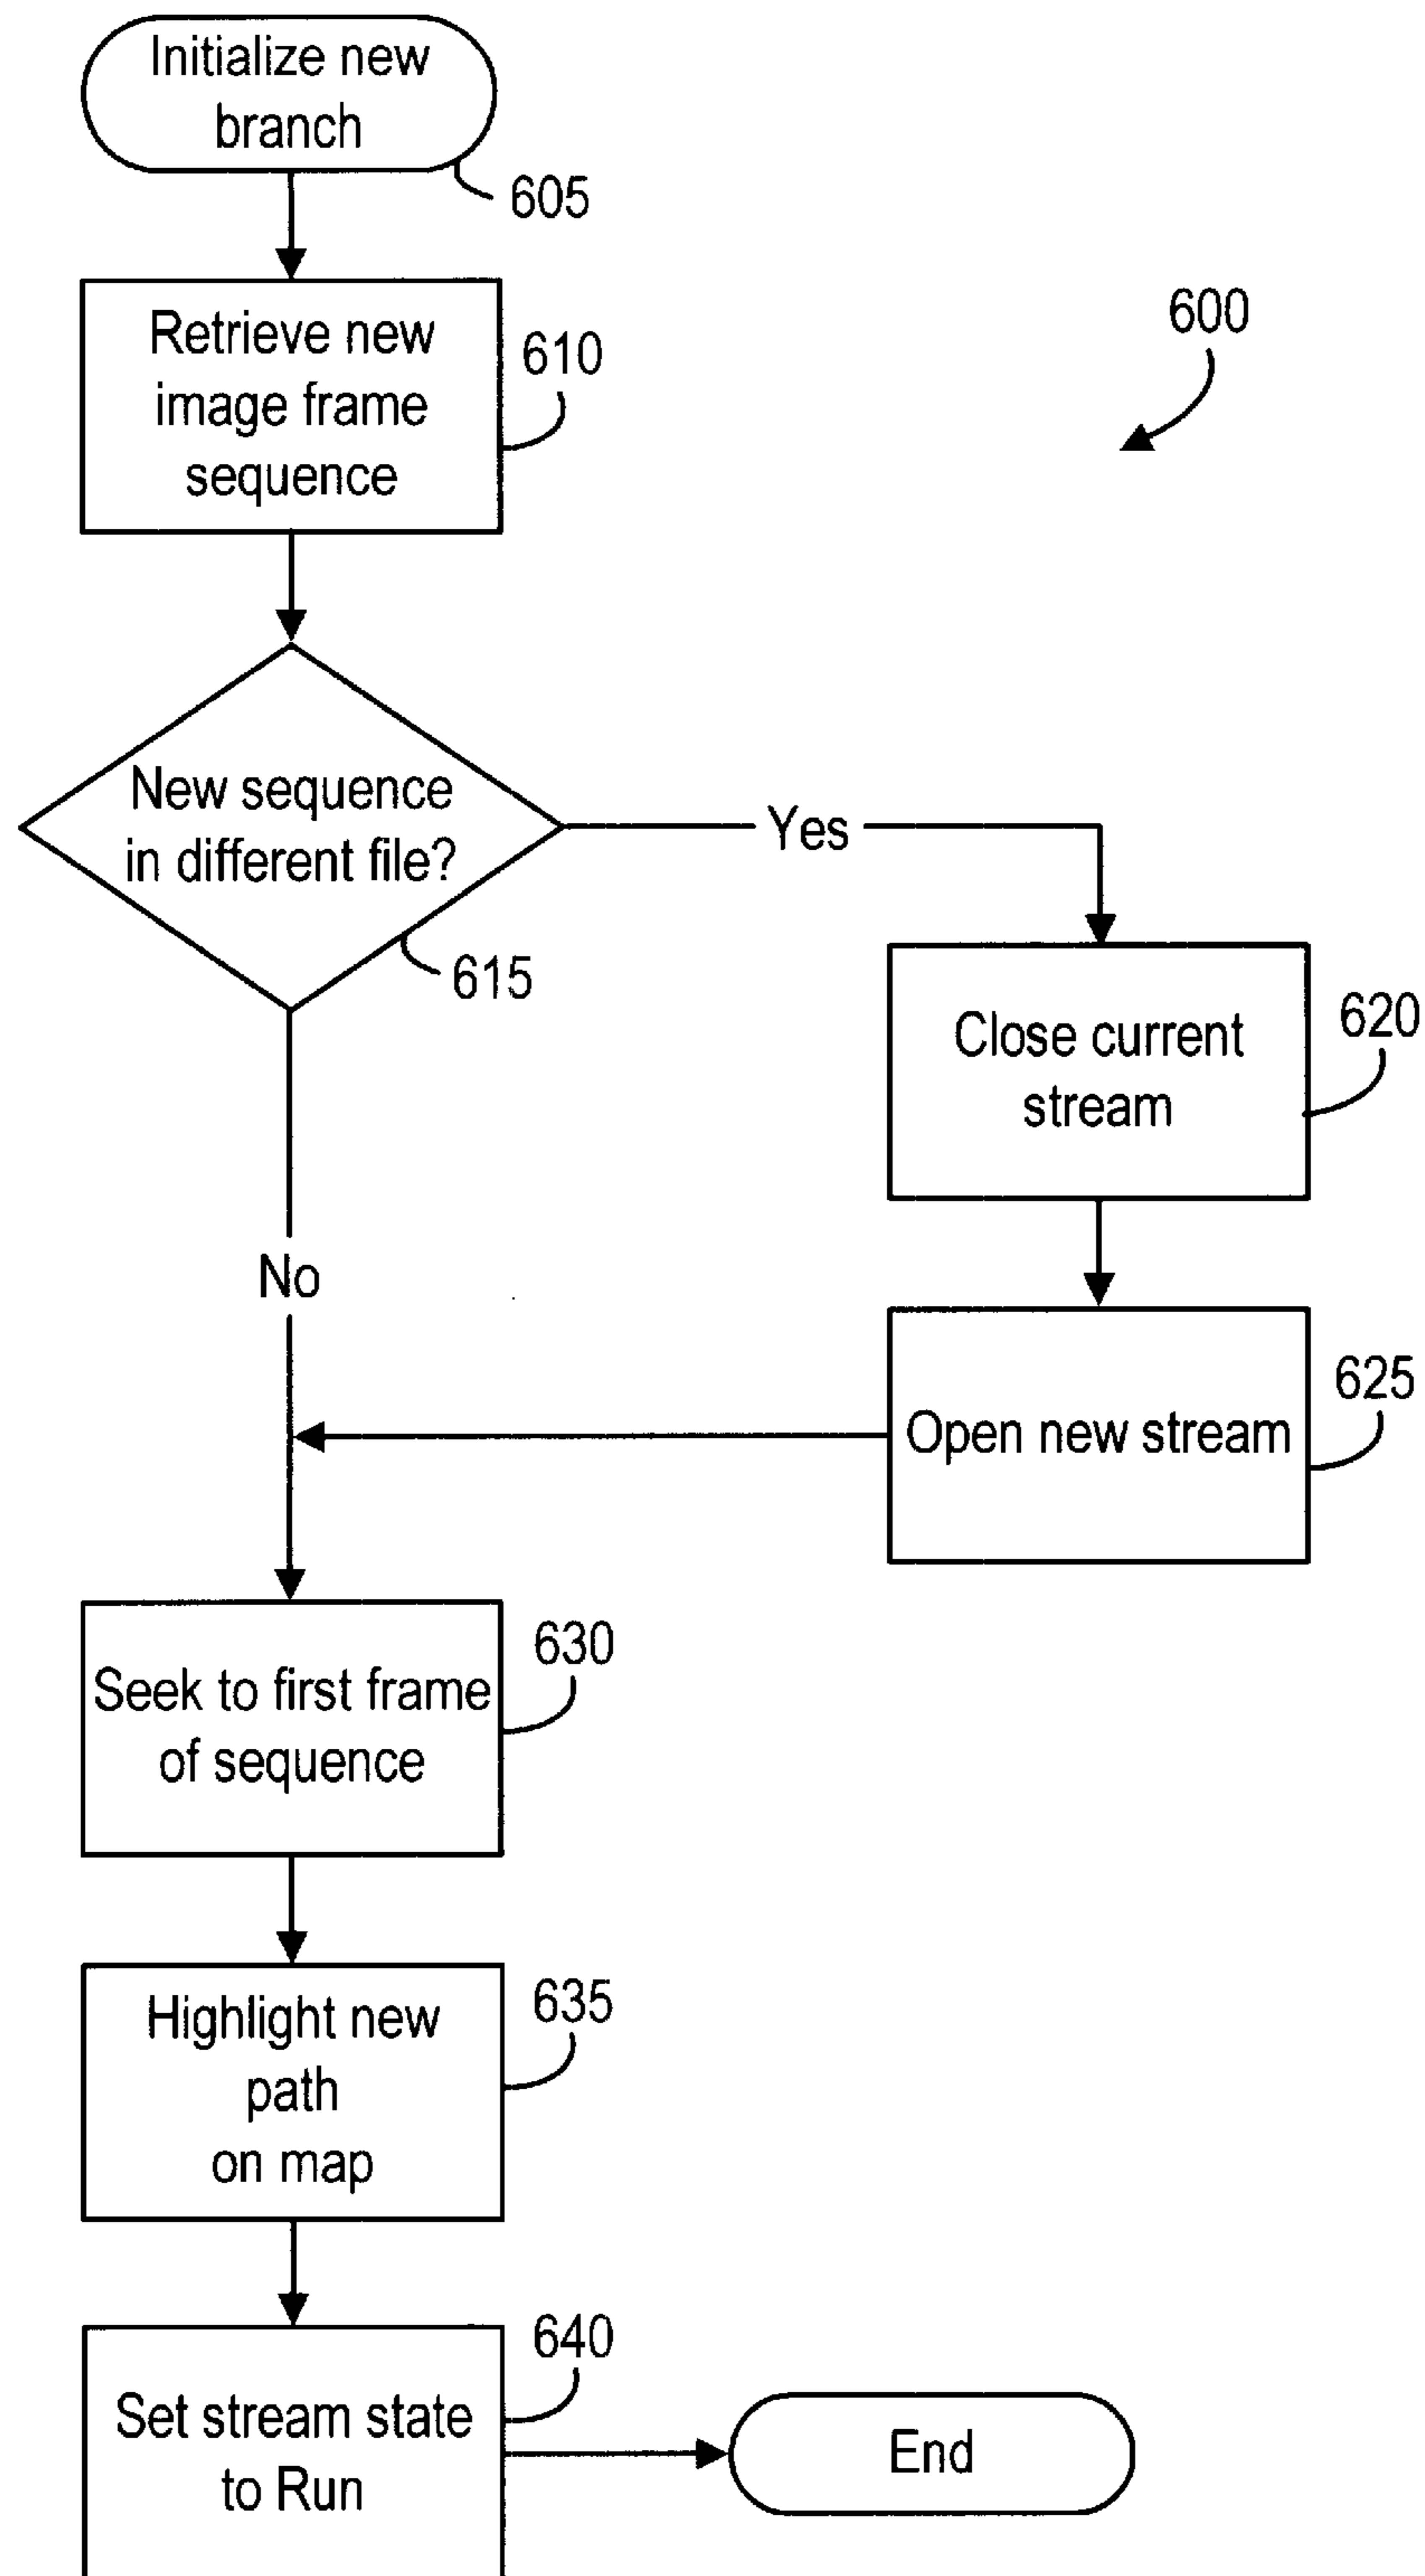 Initialize new
branch
605
Retrieve new
image frame
sequence
610
600
New sequence
in different file?
615
Yes
Close current
stream
620
No
Open new stream
625
Seek to first frame
of sequence
630
Highlight new
path
on map
635
Set stream state
to Run
640
End